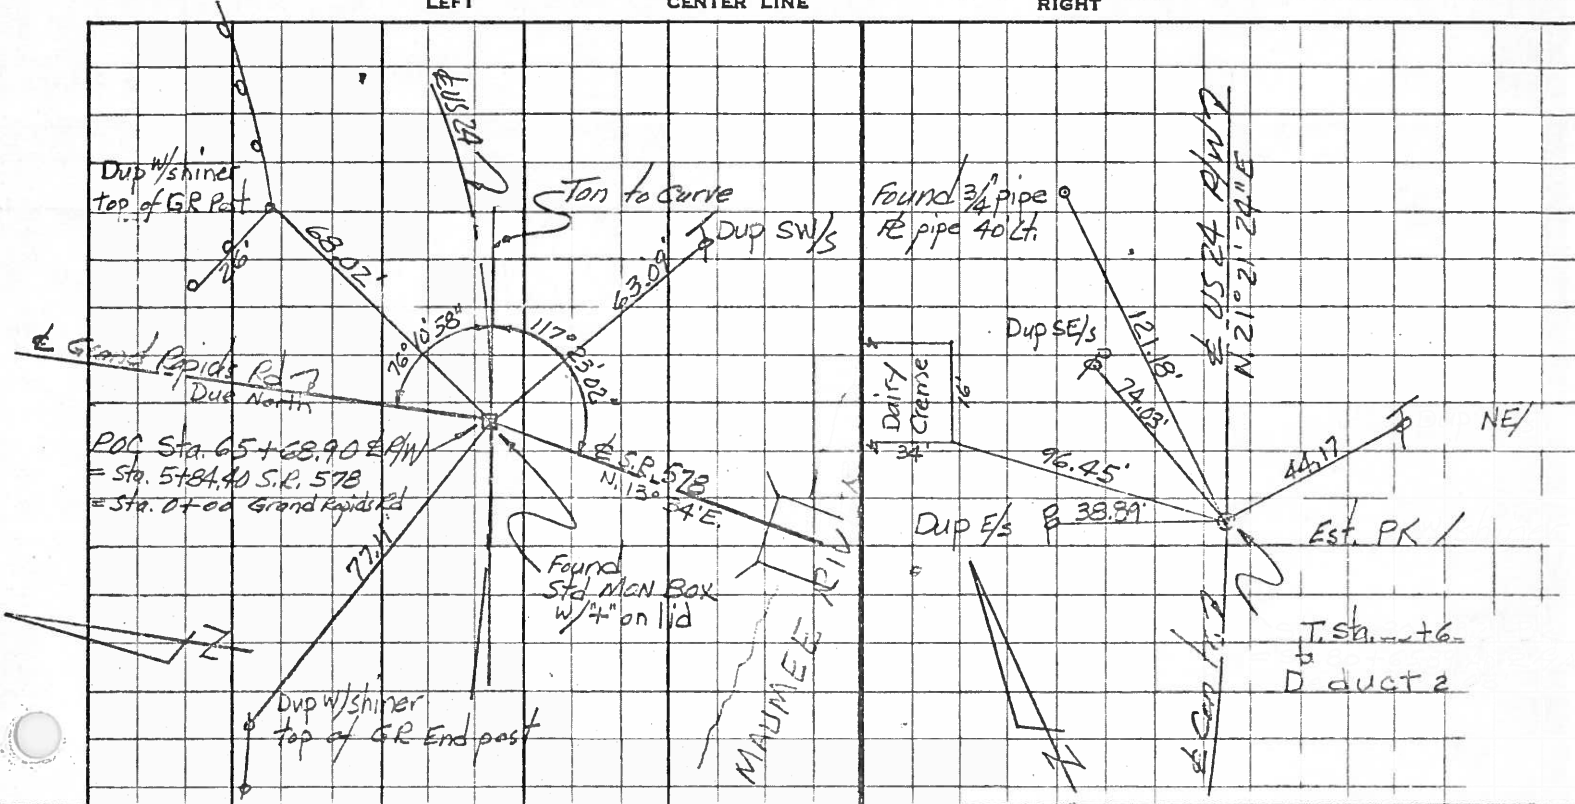 LEFT
CENTER LINE
RIGHT
Dup w/shiner
top of GR Post
26'
68.02'
℄ US 24
Tan to Curve
Dup SW/s
63.09'
76° 10' 58"
117° 23' 02"
℄ Grand Rapids Rd
Due North
POC Sta. 65+68.90 ℄ R/W
= Sta. 5+84.40 S.R. 578
= Sta. 0+00 Grand Rapids Rd
℄ S.R. 578
N. 13° 54' E.
77.11'
Found
Std Mon Box
w/"+" on lid
N
Dup w/shiner
top of GR End post
MAUMEE
Found 3/4" pipe
pipe 40' Lt.
℄ US 24 R/W
N. 21° 21' 24" E
Dup SE/s
121.18'
74.03'
Dairy
Creme
16'
34'
96.45'
44.17
NE/
Dup E/s
38.89'
Est. PK
N
T. Sta.
+6
D duct 2
℄